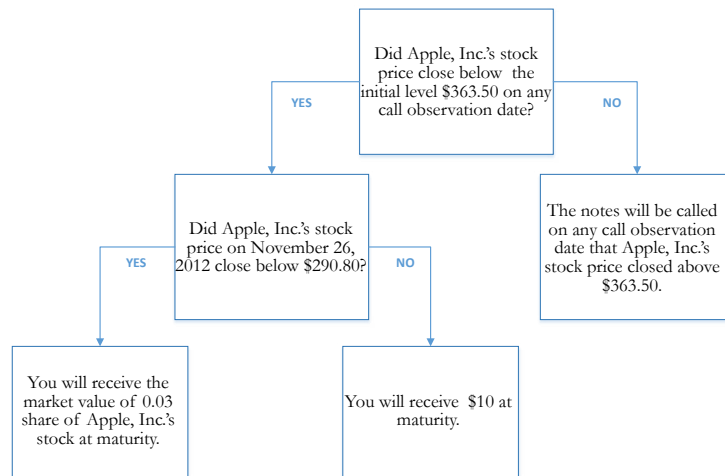 Did Apple, Inc.'s stock
price close below the
initial level $363.50 on any
call observation date?
YES
NO
Did Apple, Inc.'s stock
price on November 26,
2012 close below $290.80?
The notes will be called
on any call observation
date that Apple, Inc.'s
stock price closed above
$363.50.
YES
NO
You will receive the
market value of 0.03
share of Apple, Inc.'s
stock at maturity.
You will receive $10 at
maturity.